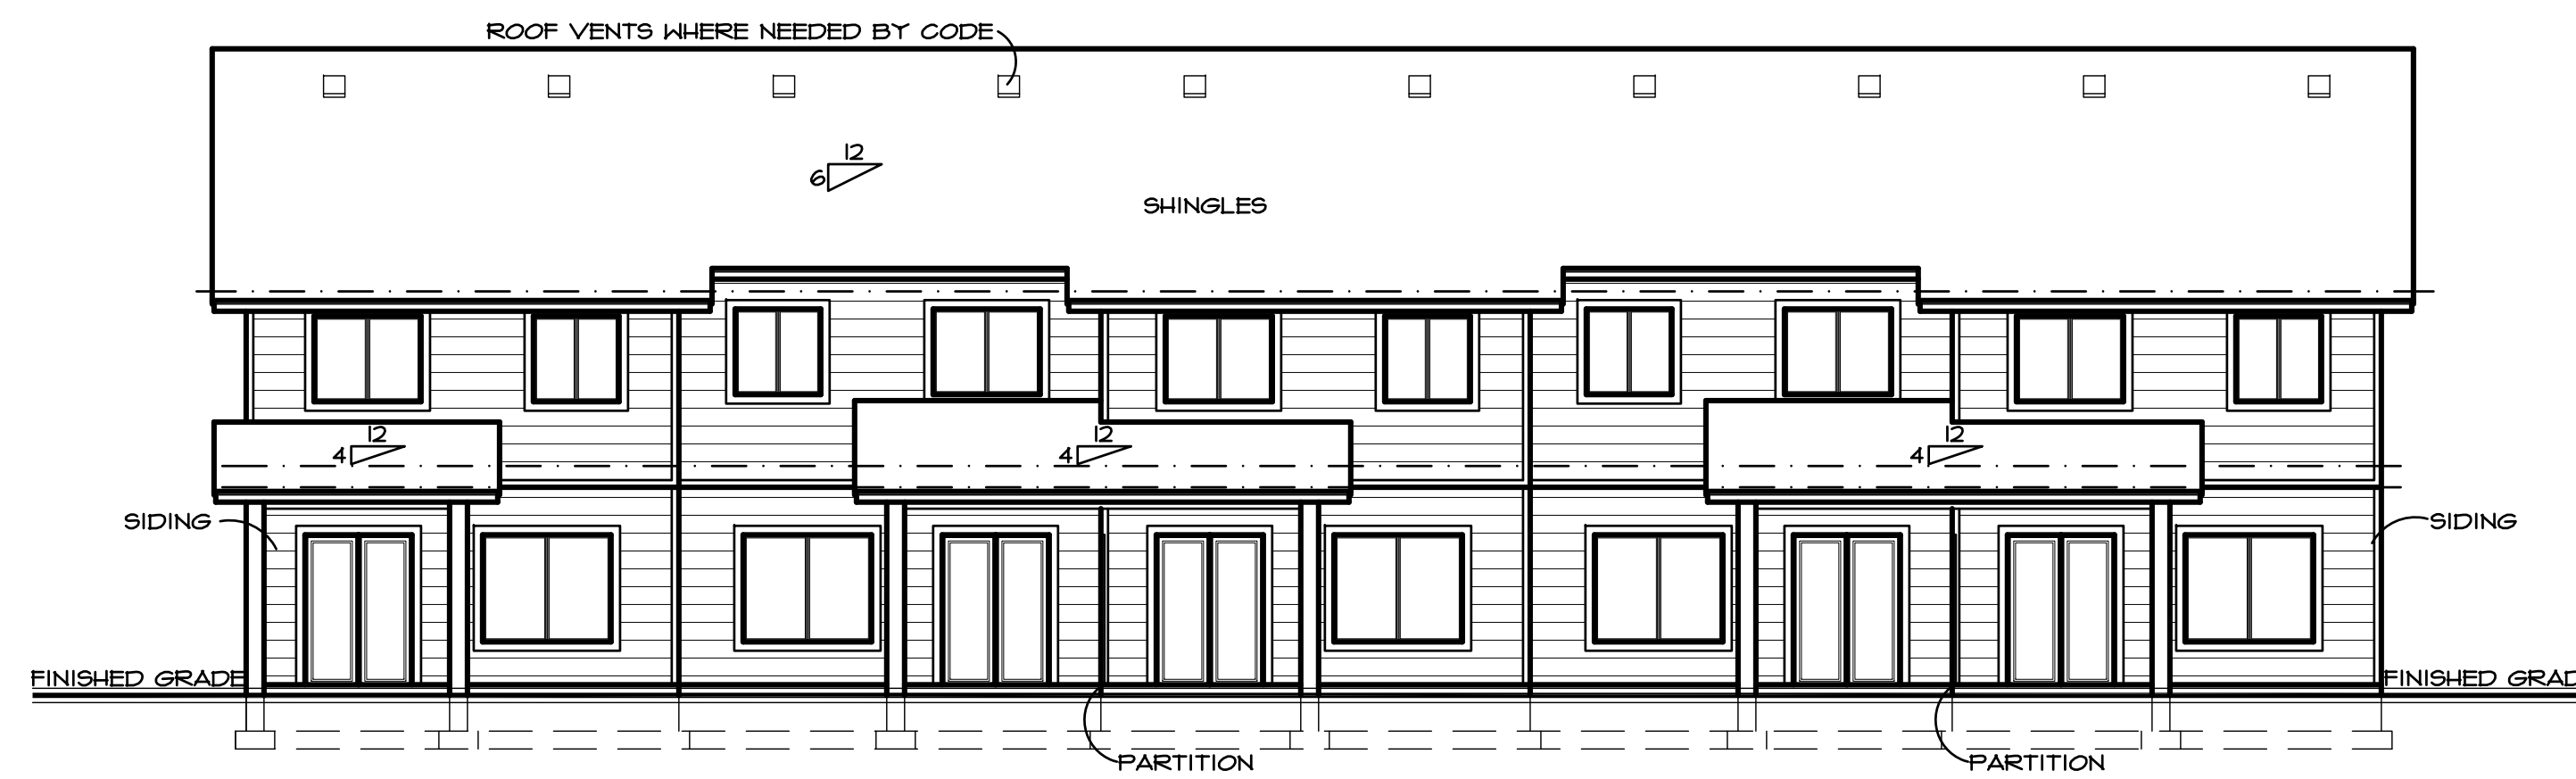 ROOF VENTS WHERE NEEDED BY CODE
12
6
SHINGLES
12
4
12
4
12
4
SIDING
SIDING
FINISHED GRADE
FINISHED GRAD
PARTITION
PARTITION